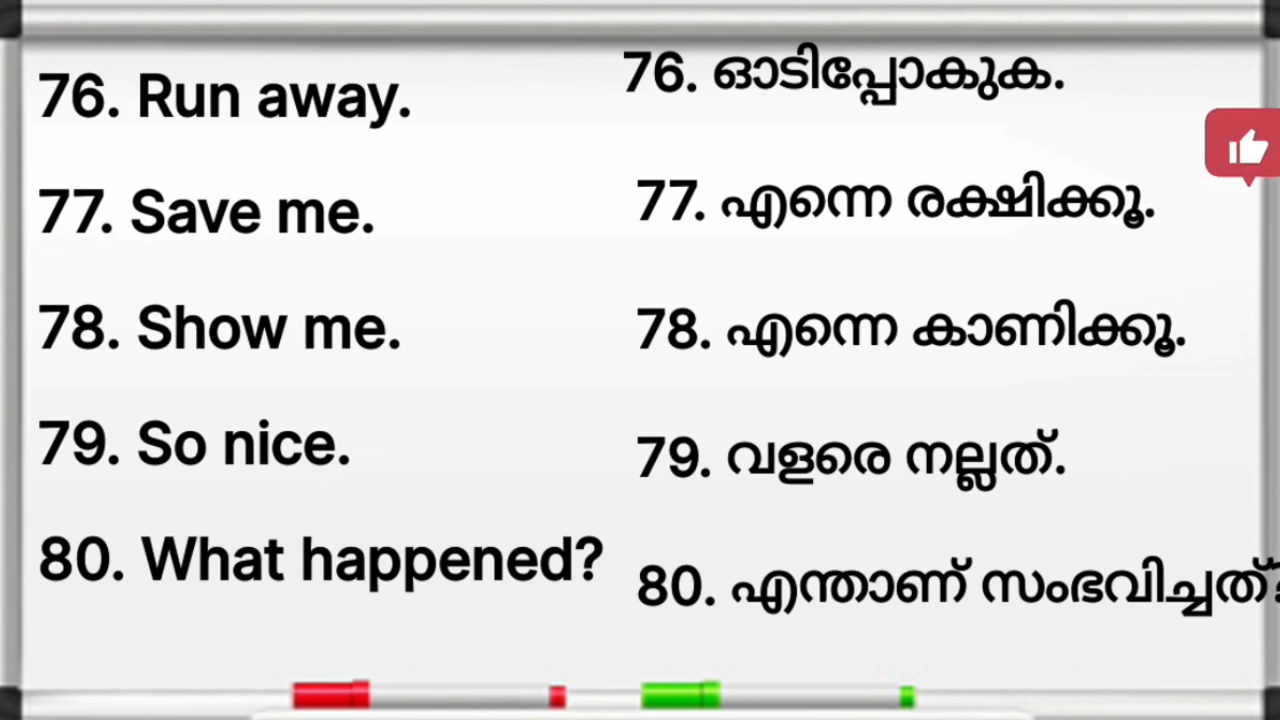 76. Run away.
77. Save me.
78. Show me.
79. So nice.
80. What happened?
76. ഓടിപ്പോകുക.
77. എന്നെ രക്ഷിക്കൂ.
78. എന്നെ കാണിക്കൂ.
79. വളരെ നല്ലത്.
80. എന്താണ് സംഭവിച്ചത്?